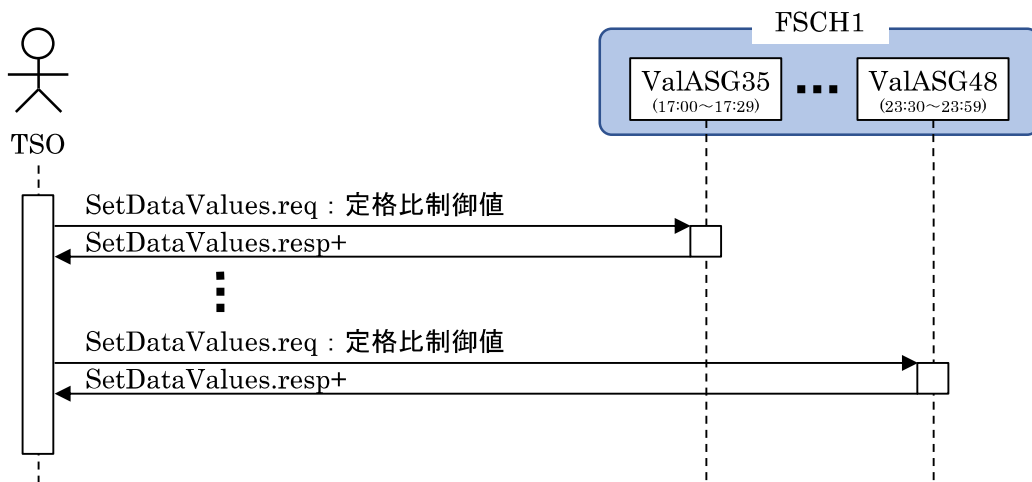 FSCH1
ValASG35
(17:00～17:29)
ValASG48
(23:30～23:59)
TSO
SetDataValues.req：定格比制御値
SetDataValues.resp+
SetDataValues.req：定格比制御値
SetDataValues.resp+